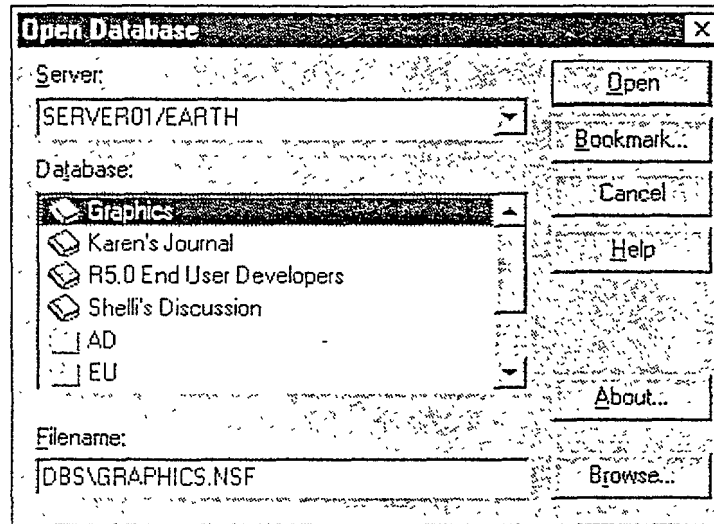 Open Database
Server:
SERVER01/EARTH
Database:
Graphics
Karen's Journal
R5.0 End User Developers
Shelli's Discussion
AD
EU
Filename:
DBS\GRAPHICS.NSF
Open
Bookmark...
Cancel
Help
About...
Browse...